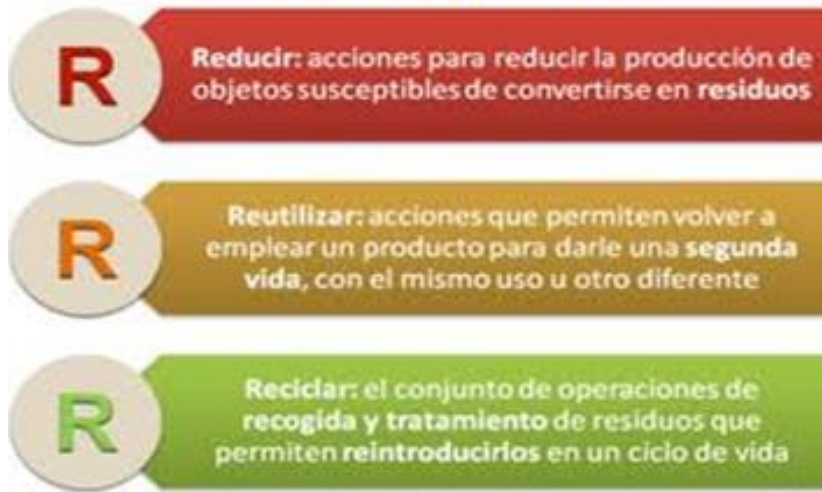 R
Reducir: acciones para reducir la producción de
objetos susceptibles de convertirse en residuos
R
Reutilizar: acciones que permiten volver a
emplear un producto para darle una segunda
vida, con el mismo uso u otro diferente
R
Reciclar: el conjunto de operaciones de
recogida y tratamiento de residuos que
permiten reintroducirlos en un ciclo de vida